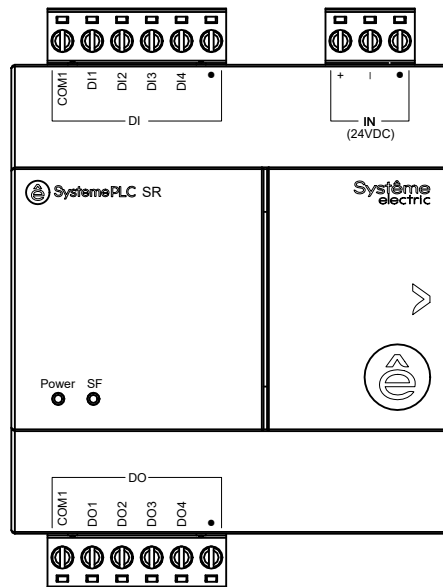 COM1 DI1 DI2 DI3 DI4 •
DI
+ – •
IN
(24VDC)
ê SystemePLC SR
Système
electric
ê
Power SF
DO
COM1 DO1 DO2 DO3 DO4 •